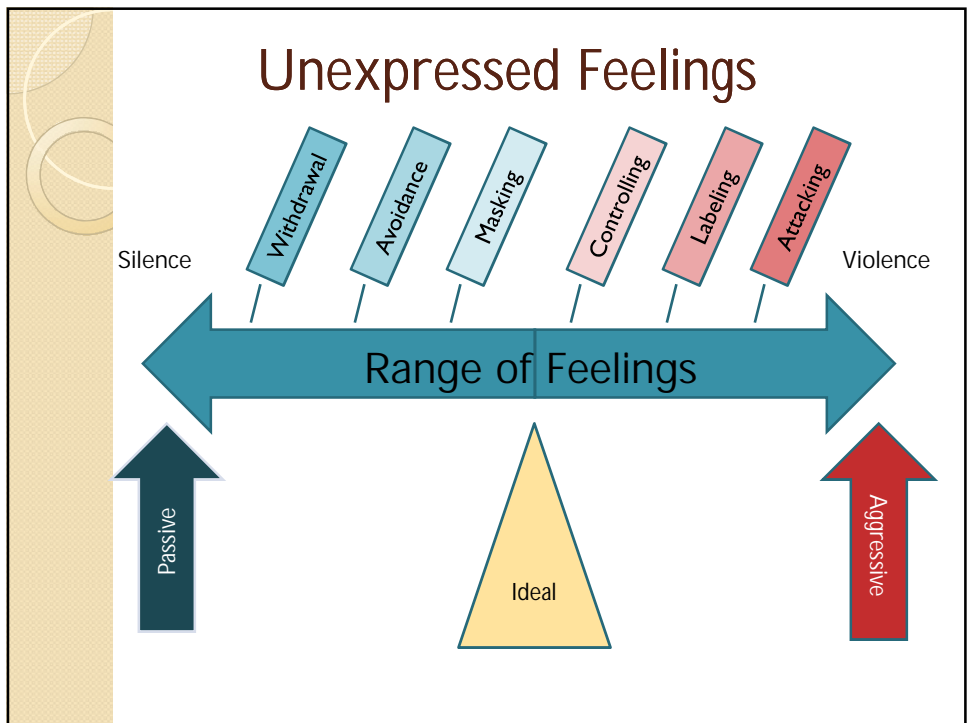 Unexpressed Feelings
Withdrawal
Avoidance
Masking
Controlling
Labeling
Attacking
Silence
Violence
Range of Feelings
Passive
Ideal
Aggressive